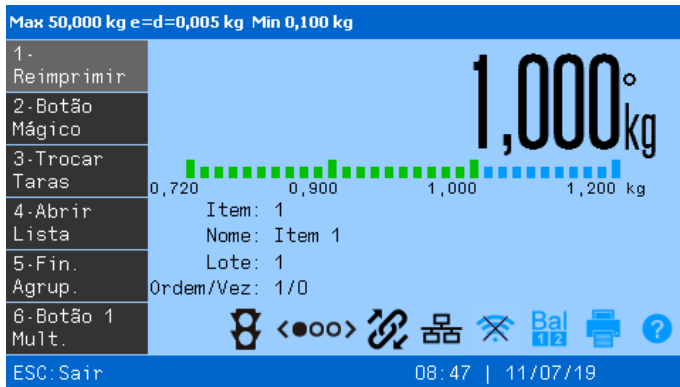 Max 50,000 kg e=d=0,005 kg Min 0,100 kg
1-
Reimprimir
2-Botão
Mágico
3-Trocar
Taras
4-Abrir
Lista
5-Fin.
Agrup.
6-Botão 1
Mult.
1,000 kg
0,720 0,900 1,000 1,200 kg
Item: 1
Nome: Item 1
Lote: 1
Ordem/Vez: 1/0
Bal
12
?
ESC:Sair
08:47 | 11/07/19